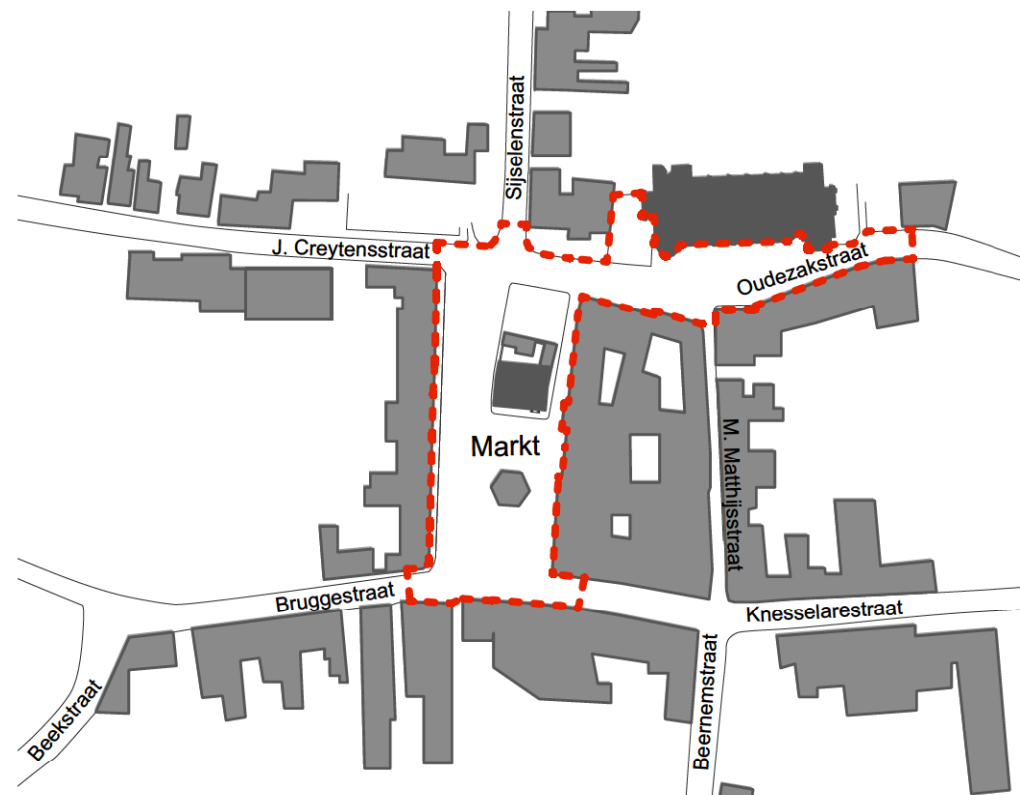 Sijselenstraat
J. Creytensstraat
Oudezakstraat
Markt
M. Matthijsstraat
Bruggestraat
Knesselarestraat
Beekstraat
Beernemstraat